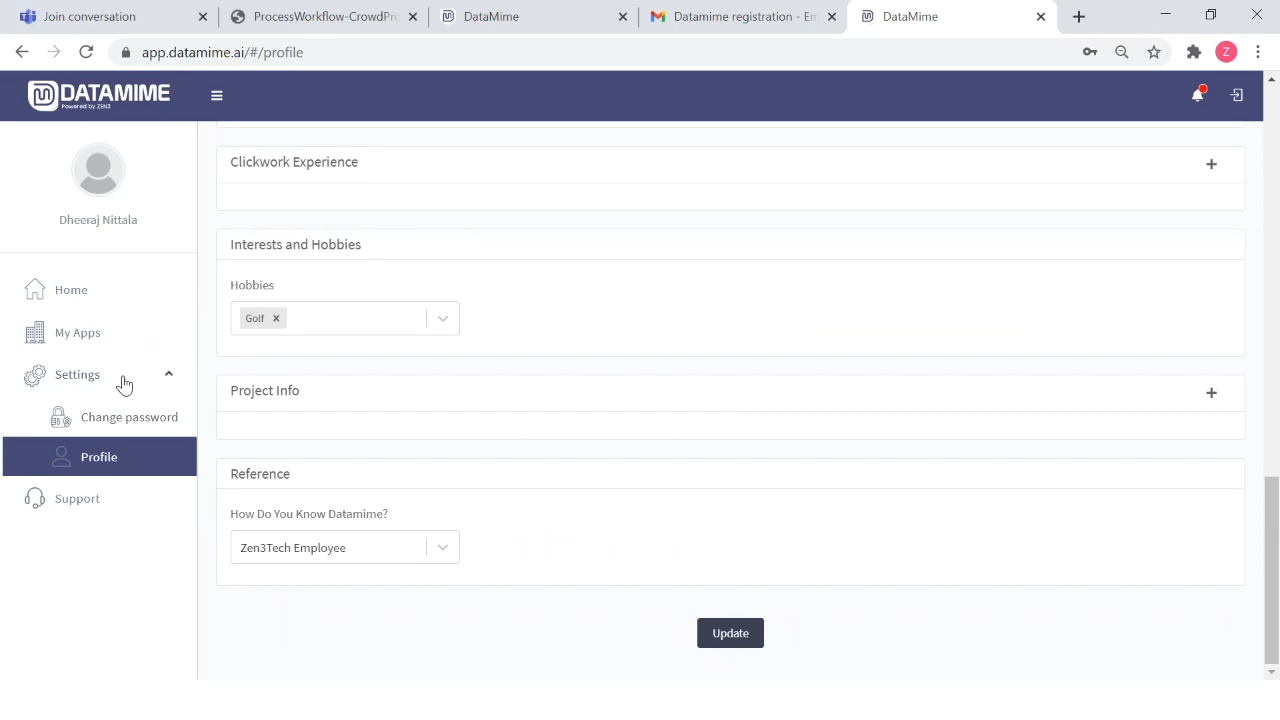 Join conversation
ProcessWorkflow-CrowdPro
DataMime
Datamime registration - Em
DataMime
app.datamime.ai/#/profile
Z
DATAMIME
Powered by ZEN3
Dheeraj Nittala
Home
My Apps
Settings
Change password
Profile
Support
Clickwork Experience
Interests and Hobbies
Hobbies
Golf
Project Info
Reference
How Do You Know Datamime?
Zen3Tech Employee
Update